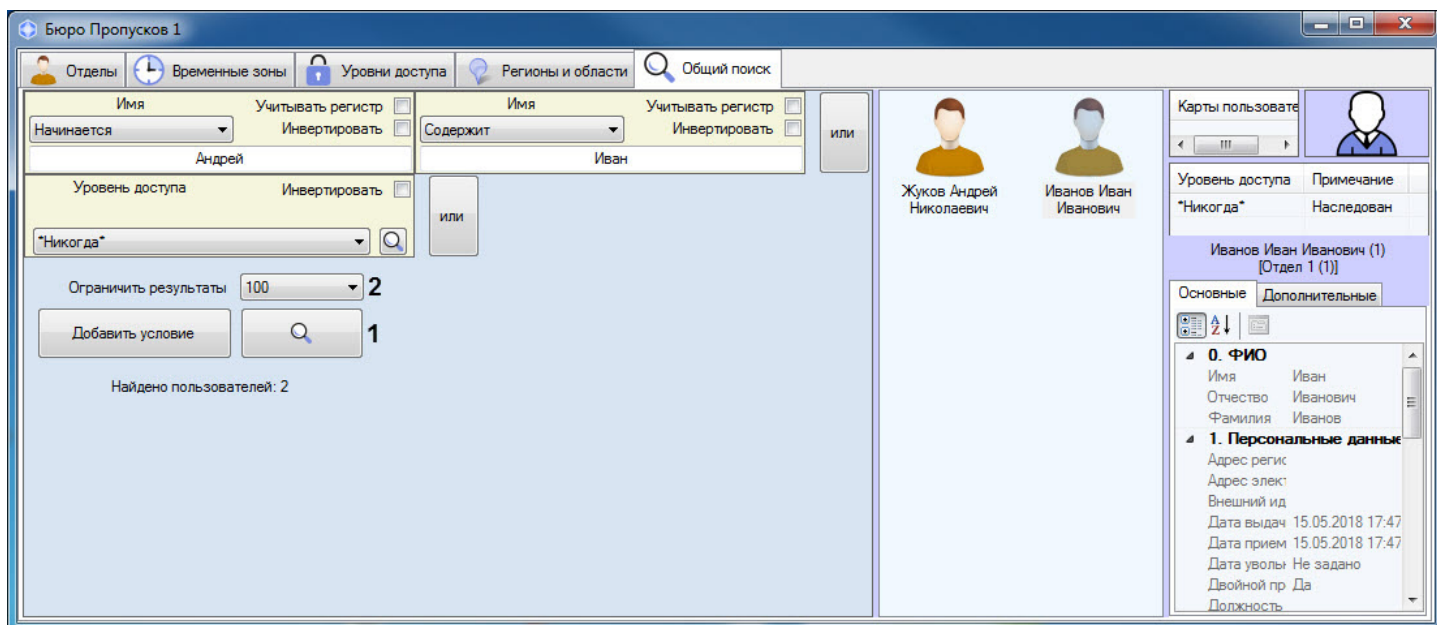 Бюро Пропусков 1
Отделы Временные зоны Уровни доступа Регионы и области Общий поиск
Имя Учитывать регистр
Начинается Инвертировать
Андрей
Имя Учитывать регистр
Содержит Инвертировать
Иван
или
Уровень доступа Инвертировать
*Никогда*
или
Ограничить результаты 100 2
Добавить условие 1
Найдено пользователей: 2
Жуков Андрей
Николаевич
Иванов Иван
Иванович
Карты пользовате
Уровень доступа Примечание
*Никогда* Наследован
Иванов Иван Иванович (1)
[Отдел 1 (1)]
Основные Дополнительные
0. ФИО
Имя Иван
Отчество Иванович
Фамилия Иванов
1. Персональные данные
Адрес регис
Адрес элект
Внешний ид
Дата выдач 15.05.2018 17:47
Дата прием 15.05.2018 17:47
Дата уволы Не задано
Двойной пр Да
Должность